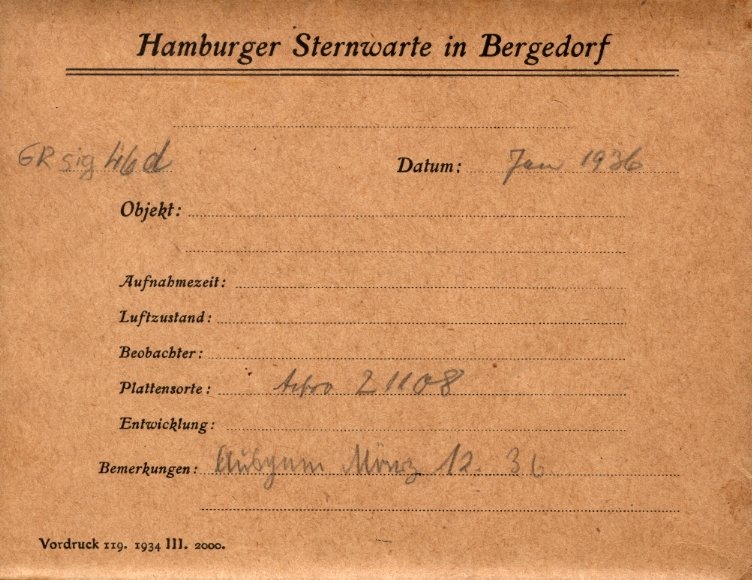 Hamburger Sternwarte in Bergedorf
GR sig 46d Datum: Jan 1936
Objekt:
Aufnahmezeit:
Luftzustand:
Beobachter:
Plattensorte: Astro Z 1108
Entwicklung:
Bemerkungen: März 12. 36
Vordruck 119. 1934 III. 2000.